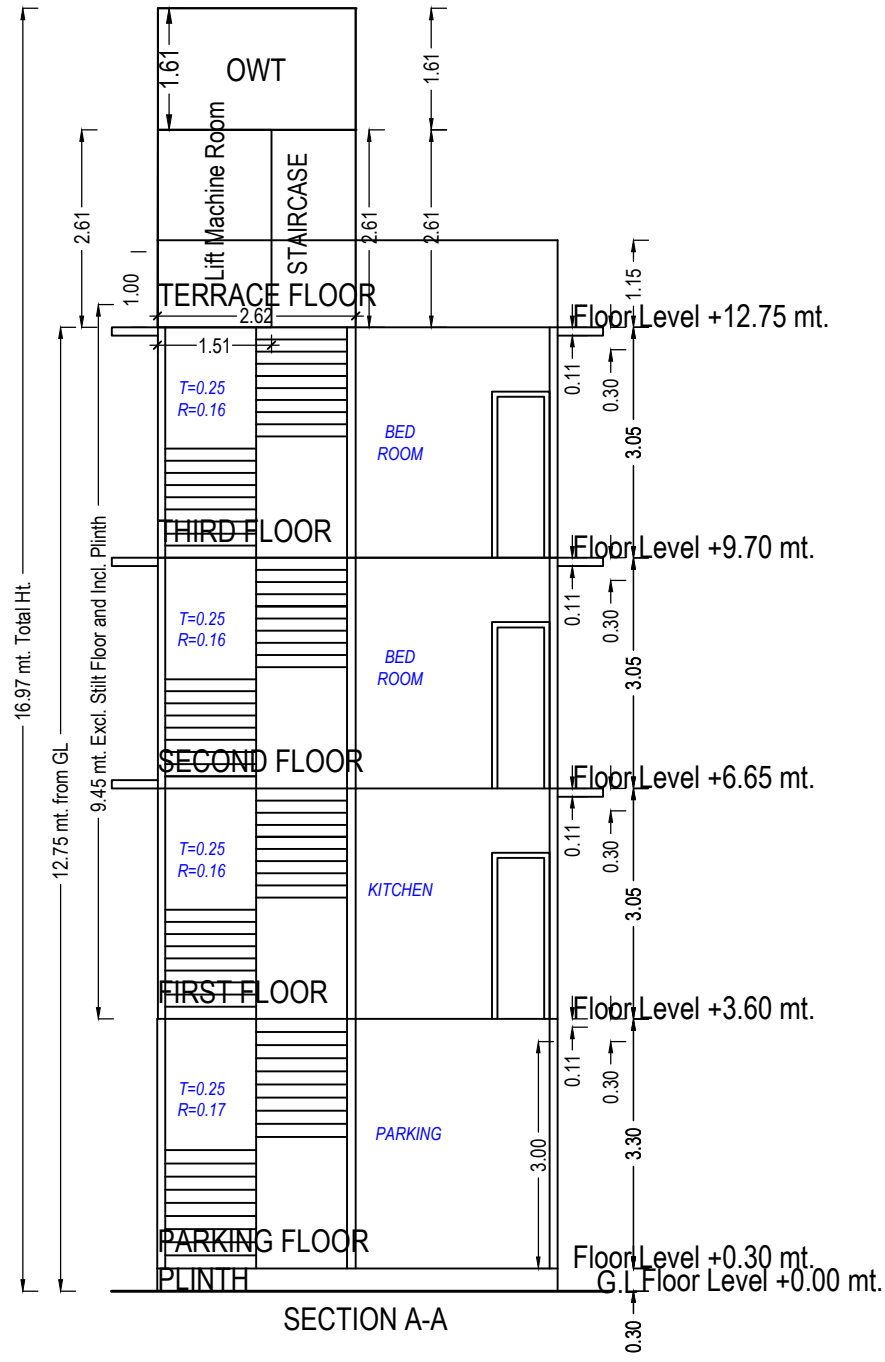 1.61
OWT
1.61
Lift Machine Room
STAIRCASE
2.61
2.61
2.61
1.00
1.15
TERRACE FLOOR
Floor Level +12.75 mt.
2.62
1.51
0.11
0.30
T=0.25
R=0.16
BED
ROOM
3.05
THIRD FLOOR
Floor Level +9.70 mt.
0.11
0.30
T=0.25
R=0.16
BED
ROOM
3.05
16.97 mt. Total Ht.
12.75 mt. from GL
9.45 mt. Excl. Stilt Floor and Incl. Plinth
SECOND FLOOR
Floor Level +6.65 mt.
0.11
0.30
T=0.25
R=0.16
KITCHEN
3.05
FIRST FLOOR
Floor Level +3.60 mt.
0.11
0.30
T=0.25
R=0.17
PARKING
3.00
3.30
PARKING FLOOR
Floor Level +0.30 mt.
PLINTH
G.L Floor Level +0.00 mt.
0.30
SECTION A-A